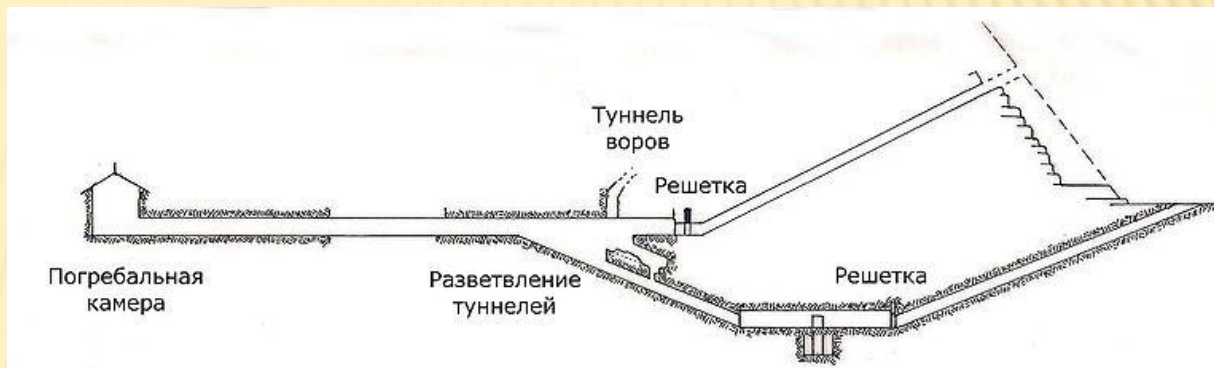 Туннель
воров
Решетка
Погребальная
камера
Разветвление
туннелей
Решетка